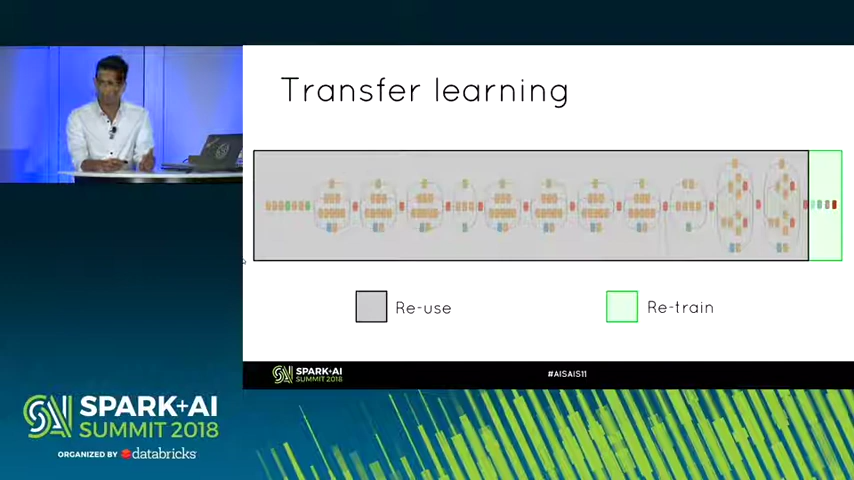 Transfer learning
Re-use
Re-train
SPARK+AI
SUMMIT 2018
#AISAIS11
SPARK+AI
SUMMIT 2018
ORGANIZED BY databricks